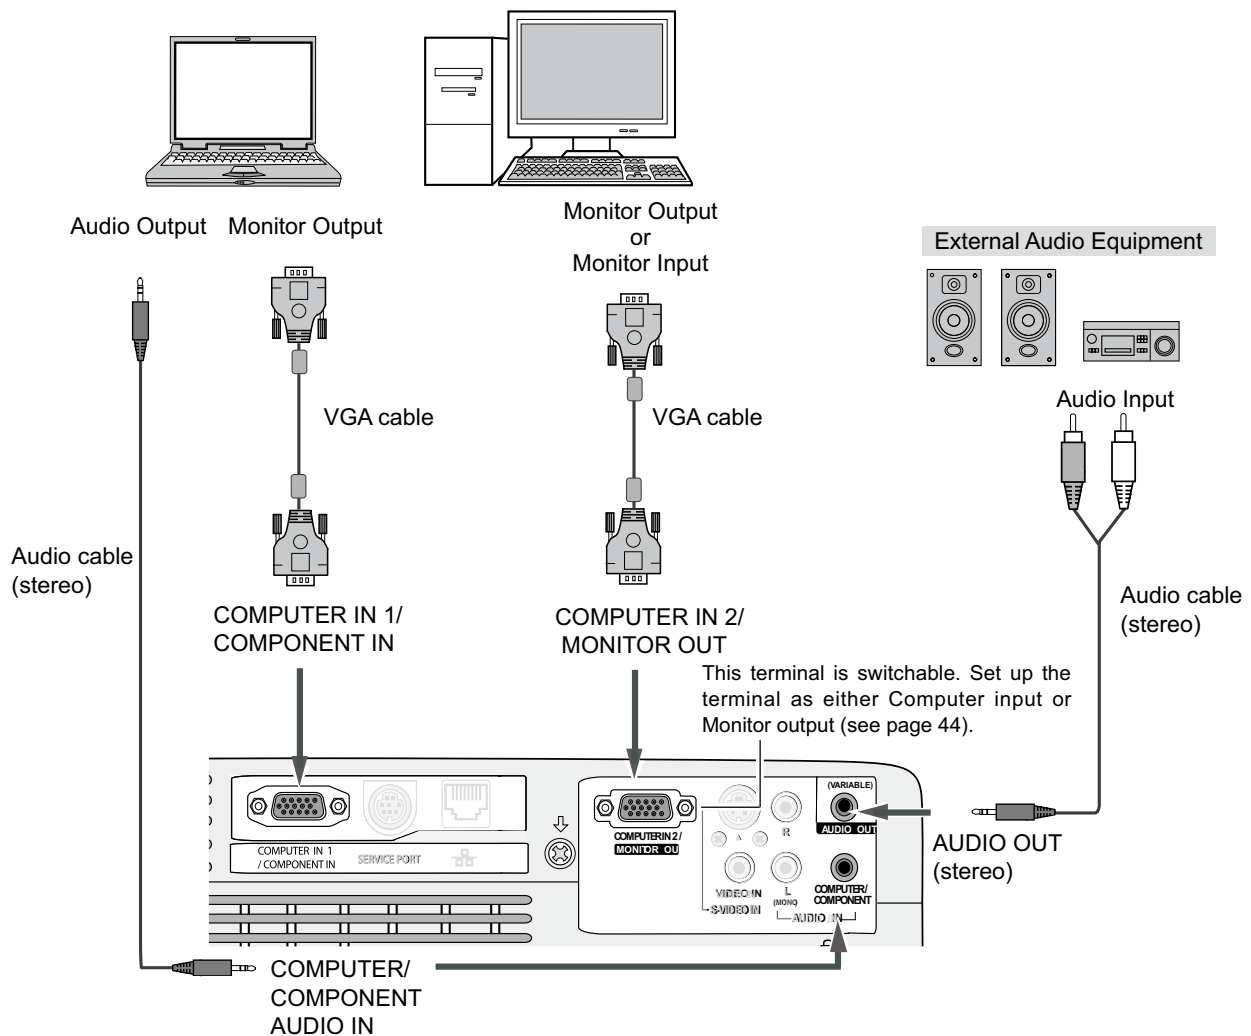 Audio Output
Monitor Output
Monitor Output
or
Monitor Input
External Audio Equipment
Audio Input
VGA cable
VGA cable
Audio cable
(stereo)
Audio cable
(stereo)
COMPUTER IN 1/
COMPONENT IN
COMPUTER IN 2/
MONITOR OUT
This terminal is switchable. Set up the
terminal as either Computer input or
Monitor output (see page 44).
COMPUTER IN 1
/ COMPONENT IN
SERVICE PORT
COMPUTER IN 2 /
MONITOR OU
R
(VARIABLE)
AUDIO OUT
VIDEO IN
S-VIDEO IN
L
(MONO)
COMPUTER/
COMPONENT
AUDIO IN
AUDIO OUT
(stereo)
COMPUTER/
COMPONENT
AUDIO IN